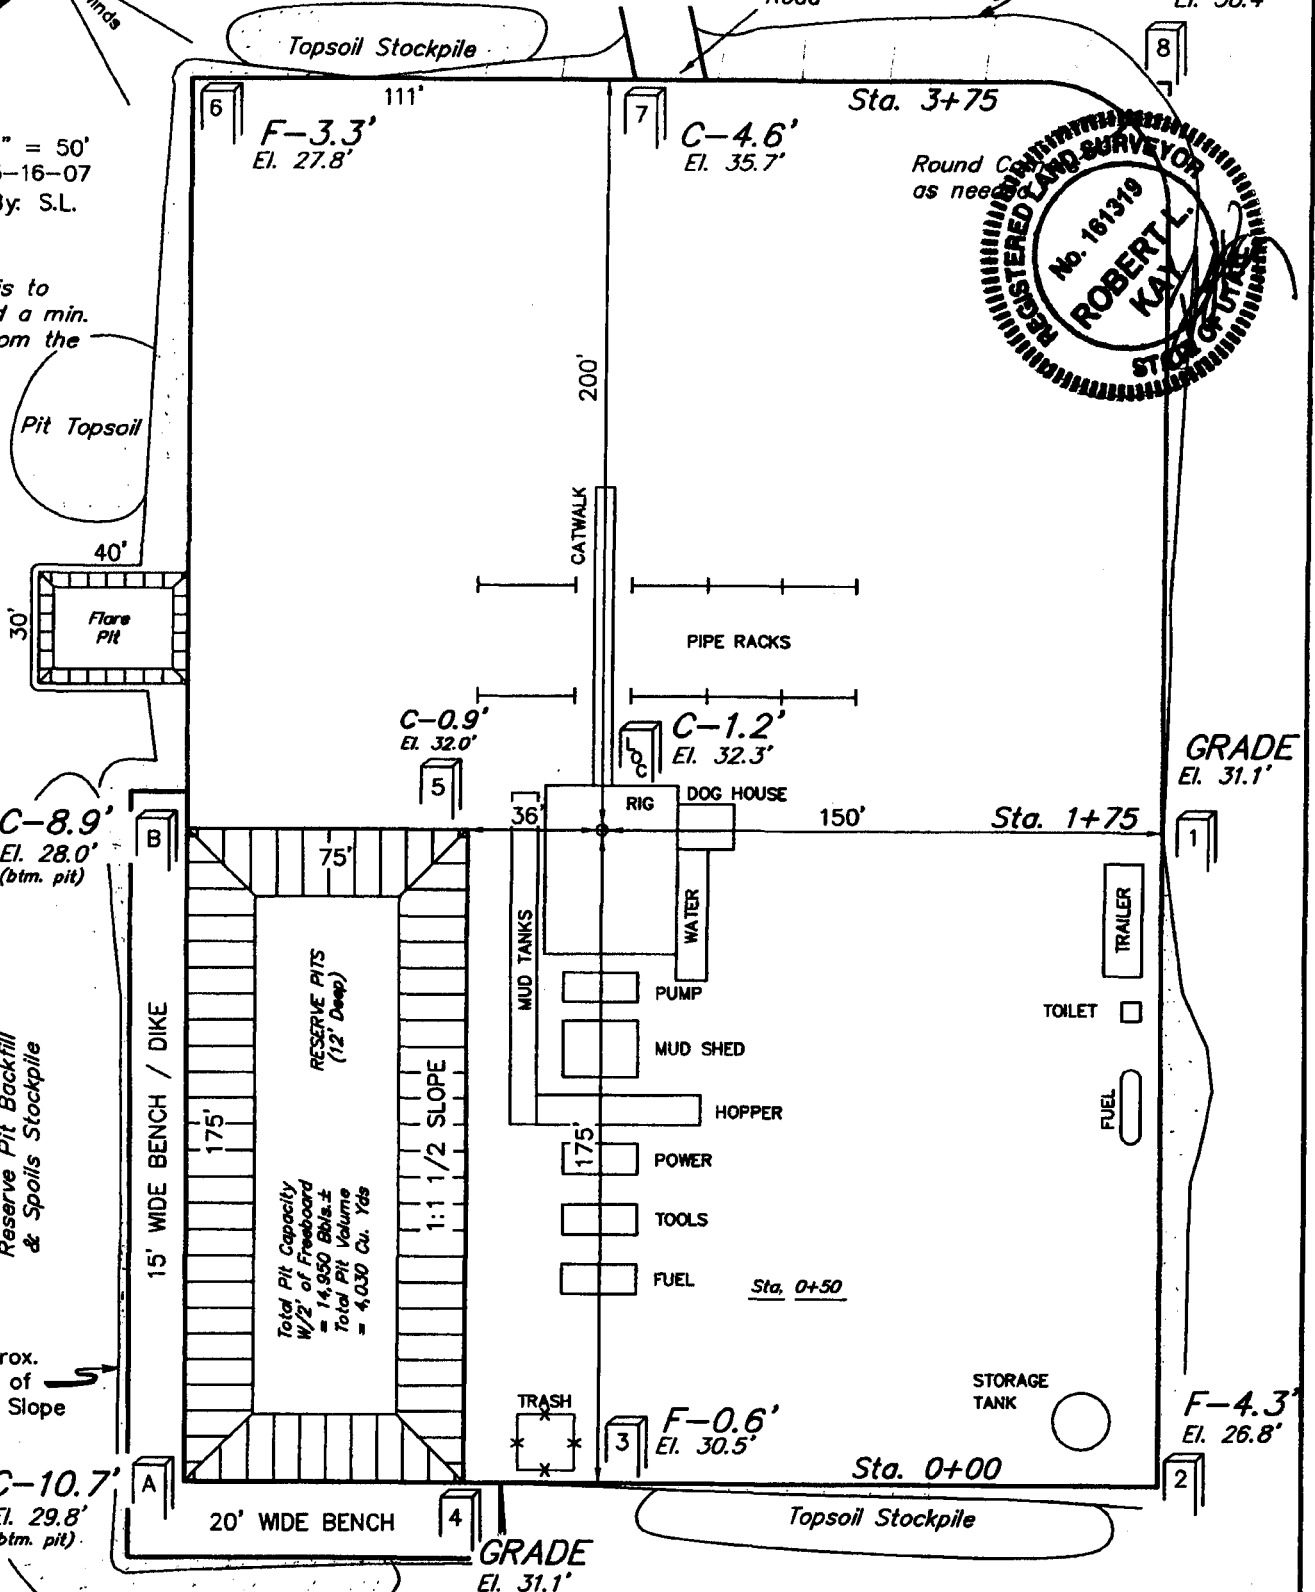 Topsoil Stockpile
111'
6
F-3.3'
El. 27.8'
7
C-4.6'
El. 35.7'
Sta. 3+75
8
" = 50'
-16-07
By: S.L.
Round
as
REGISTERED LAND SURVEYOR
No. 161319
ROBERT L.
KAY
STATE OF UTAH
is to
a min.
om the
Pit Topsoil
200'
40'
30'
Flare
Pit
CATWALK
PIPE RACKS
C-0.9'
El. 32.0'
5
LOC
C-1.2'
El. 32.3'
GRADE
El. 31.1'
C-8.9'
El. 28.0'
(btm. pit)
B
75'
36'
RIG
DOG HOUSE
150'
Sta. 1+75
1
MUD TANKS
WATER
TRAILER
PUMP
TOILET
MUD SHED
FUEL
HOPPER
175'
POWER
TOOLS
FUEL
Sta. 0+50
RESERVE PITS
(12' Deep)
175'
1:1 1/2 SLOPE
15' WIDE BENCH / DIKE
Total Pit Capacity
W/2' of Freeboard
= 14,950 Bbls.±
Total Pit Volume
= 4,030 Cu. Yds
Reserve Pit Backfill
& Spoils Stockpile
rox.
of
Slope
TRASH
STORAGE
TANK
3
F-0.6'
El. 30.5'
Sta. 0+00
F-4.3'
El. 26.8'
2
C-10.7'
El. 29.8'
btm. pit)
A
20' WIDE BENCH
4
GRADE
El. 31.1'
Topsoil Stockpile